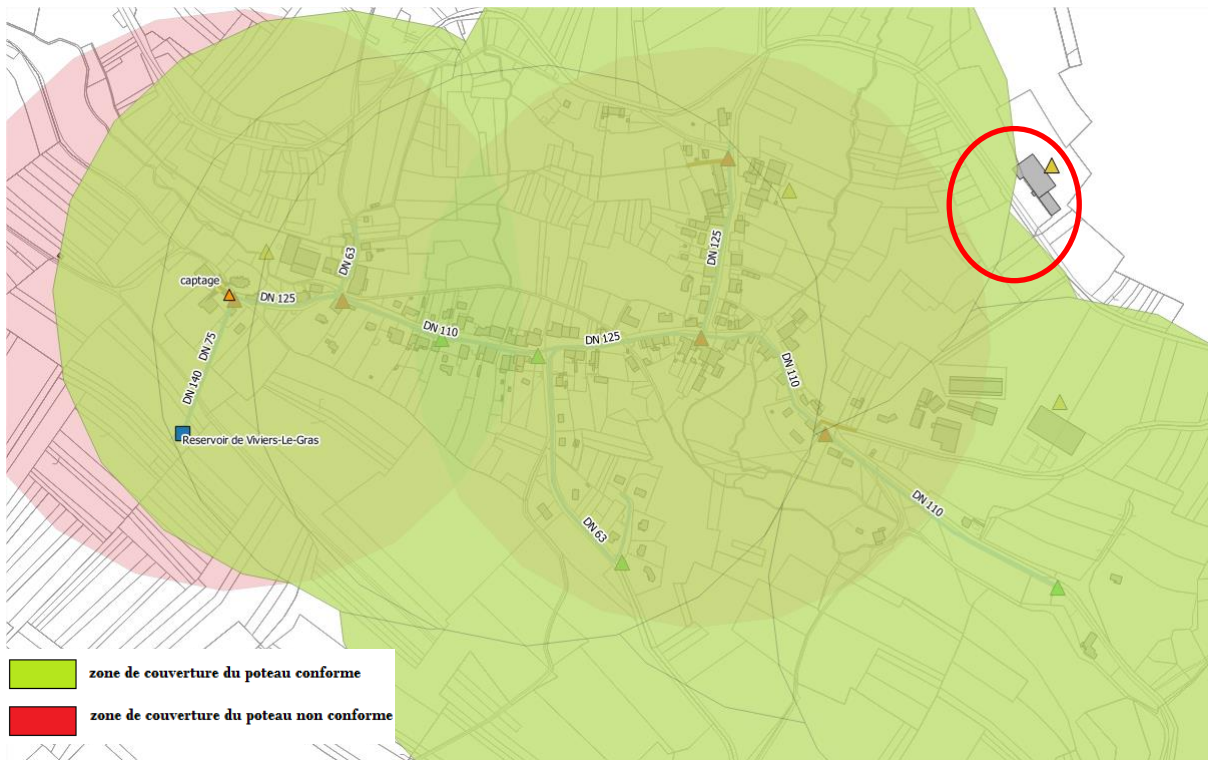 DN 125
DN 63
captage
DN 125
DN 110
DN 125
DN 75
DN 110
DN 140
Reservoir de Viviers-Le-Gras
DN 110
DN 63
zone de couverture du poteau conforme
zone de couverture du poteau non conforme